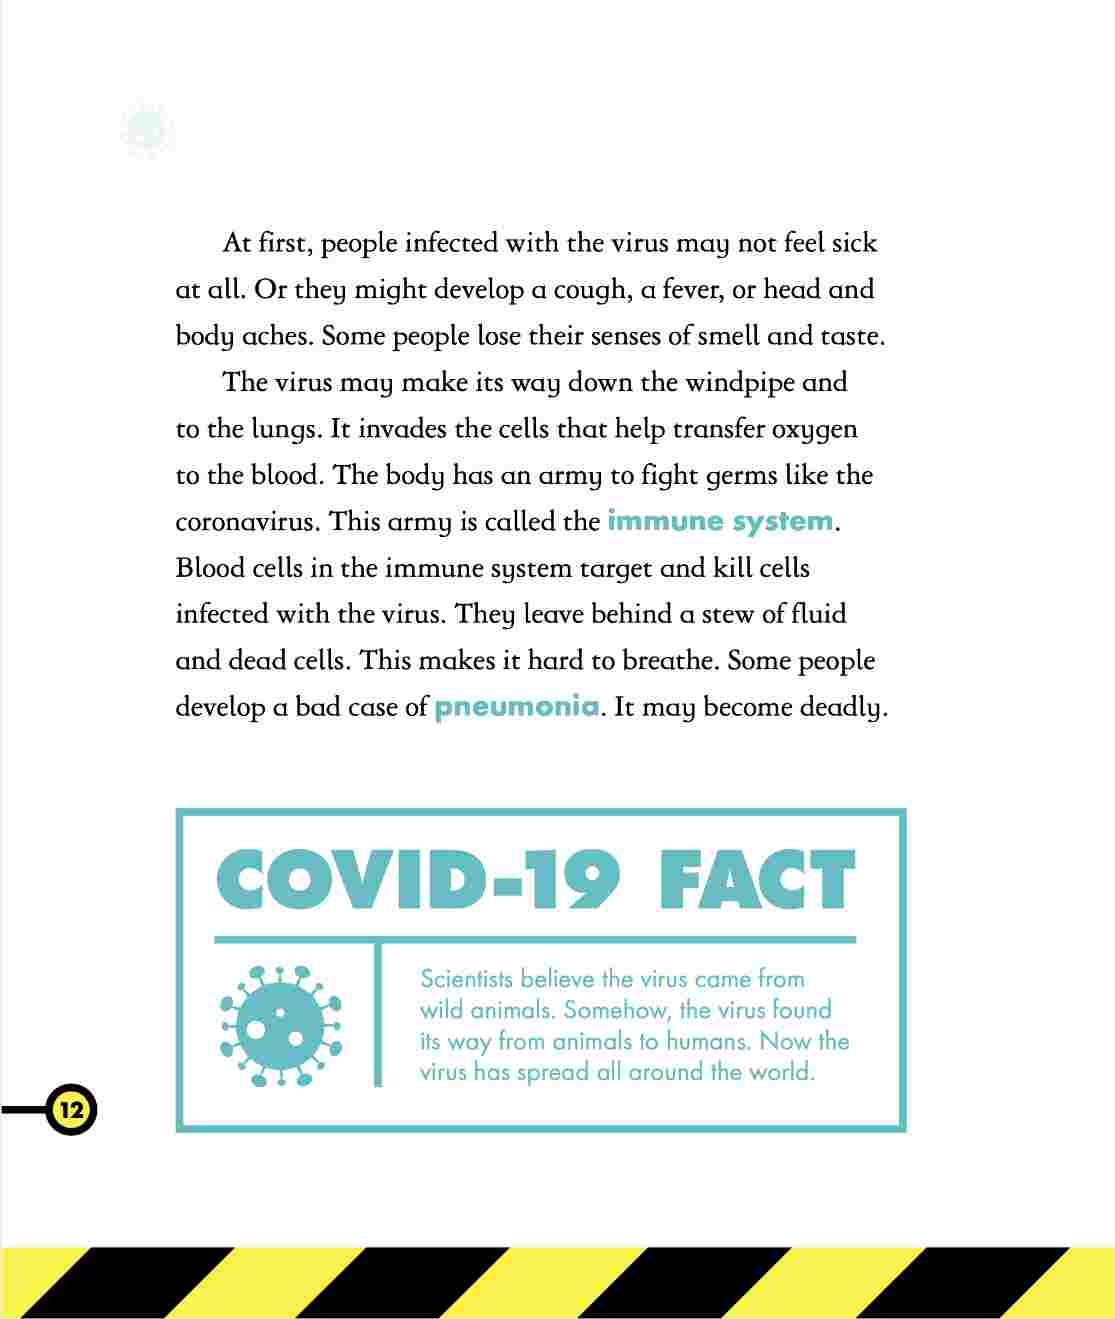 At first, people infected with the virus may not feel sick
at all. Or they might develop a cough, a fever, or head and
body aches. Some people lose their senses of smell and taste.
The virus may make its way down the windpipe and
to the lungs. It invades the cells that help transfer oxygen
to the blood. The body has an army to fight germs like the
coronavirus. This army is called the immune system.
Blood cells in the immune system target and kill cells
infected with the virus. They leave behind a stew of fluid
and dead cells. This makes it hard to breathe. Some people
develop a bad case of pneumonia. It may become deadly.
COVID-19 FACT
Scientists believe the virus came from
wild animals. Somehow, the virus found
its way from animals to humans. Now the
virus has spread all around the world.
12